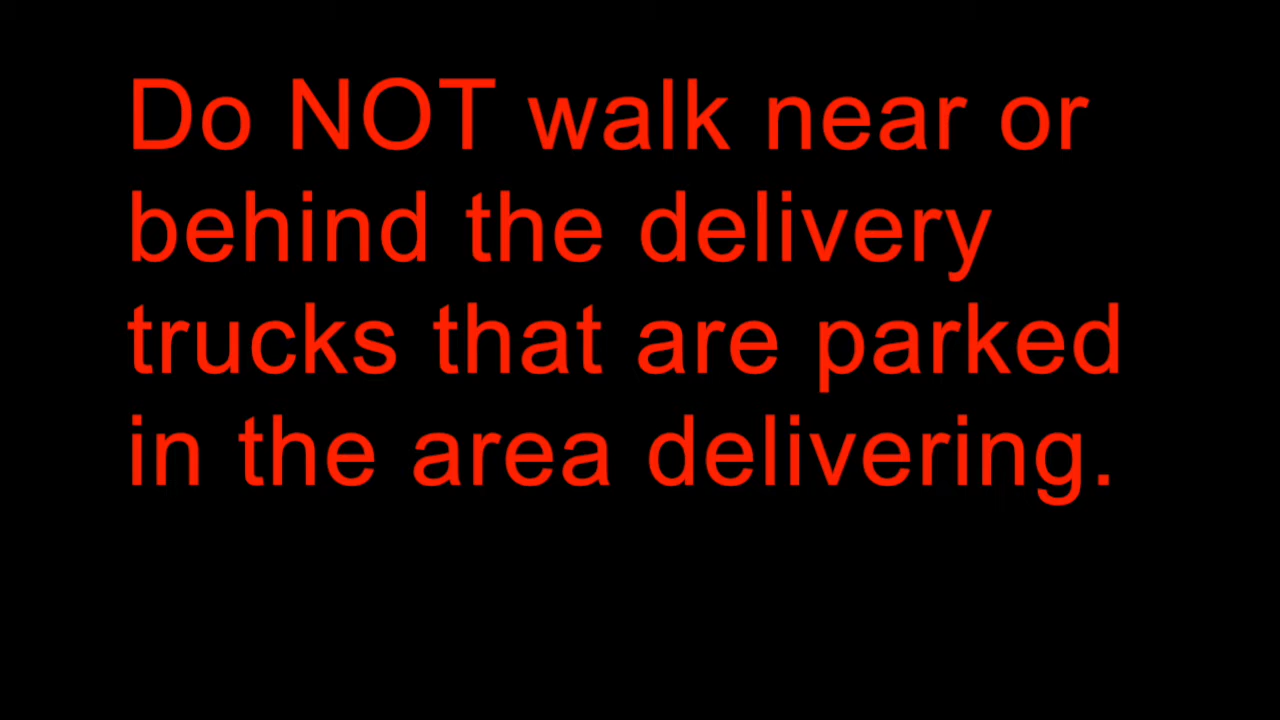 Do NOT walk near or
behind the delivery
trucks that are parked
in the area delivering.